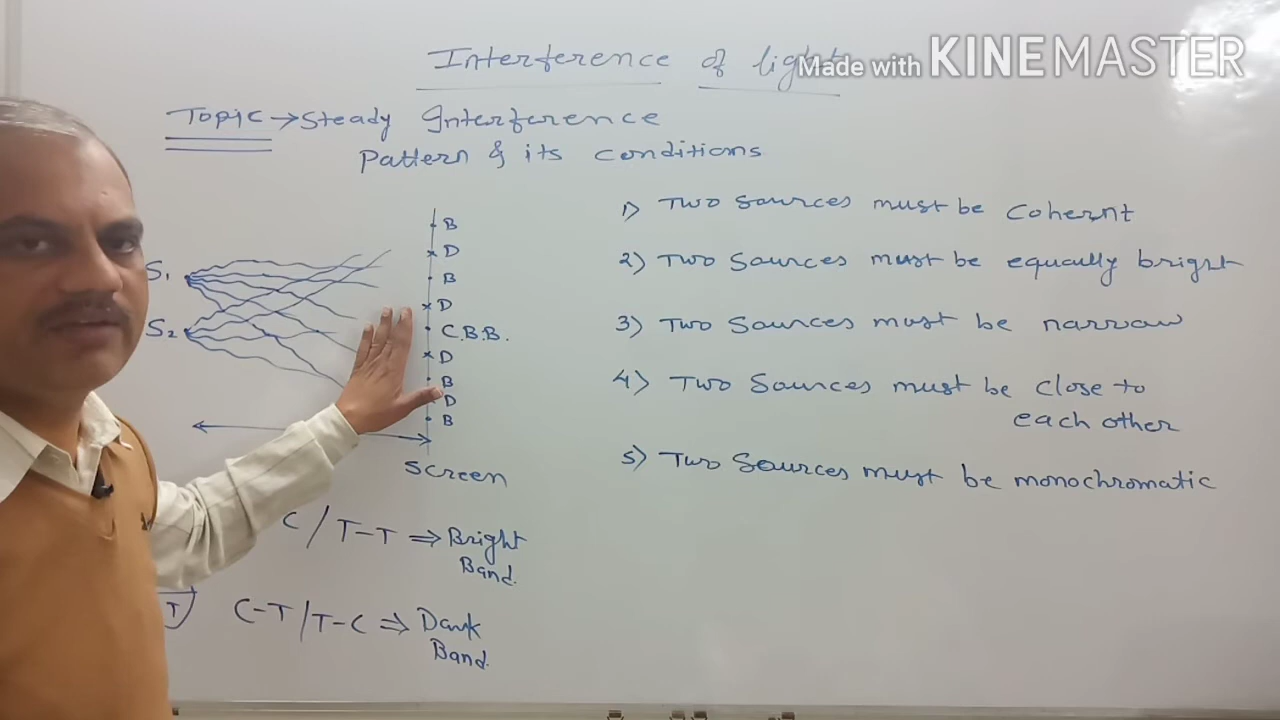 Interference of light
Made with KINEMASTER
Topic → Steady Interference
Pattern & its conditions
B
D
S1
B
D
S2
C.B.B.
D
B
D
B
Screen
C / T-T ⇒ Bright
Band.
T
C-T / T-C ⇒ Dark
Band.
1) Two sources must be coherent
2) Two sources must be equally bright
3) Two sources must be narrow
4) Two sources must be close to
each other
5) Two sources must be monochromatic